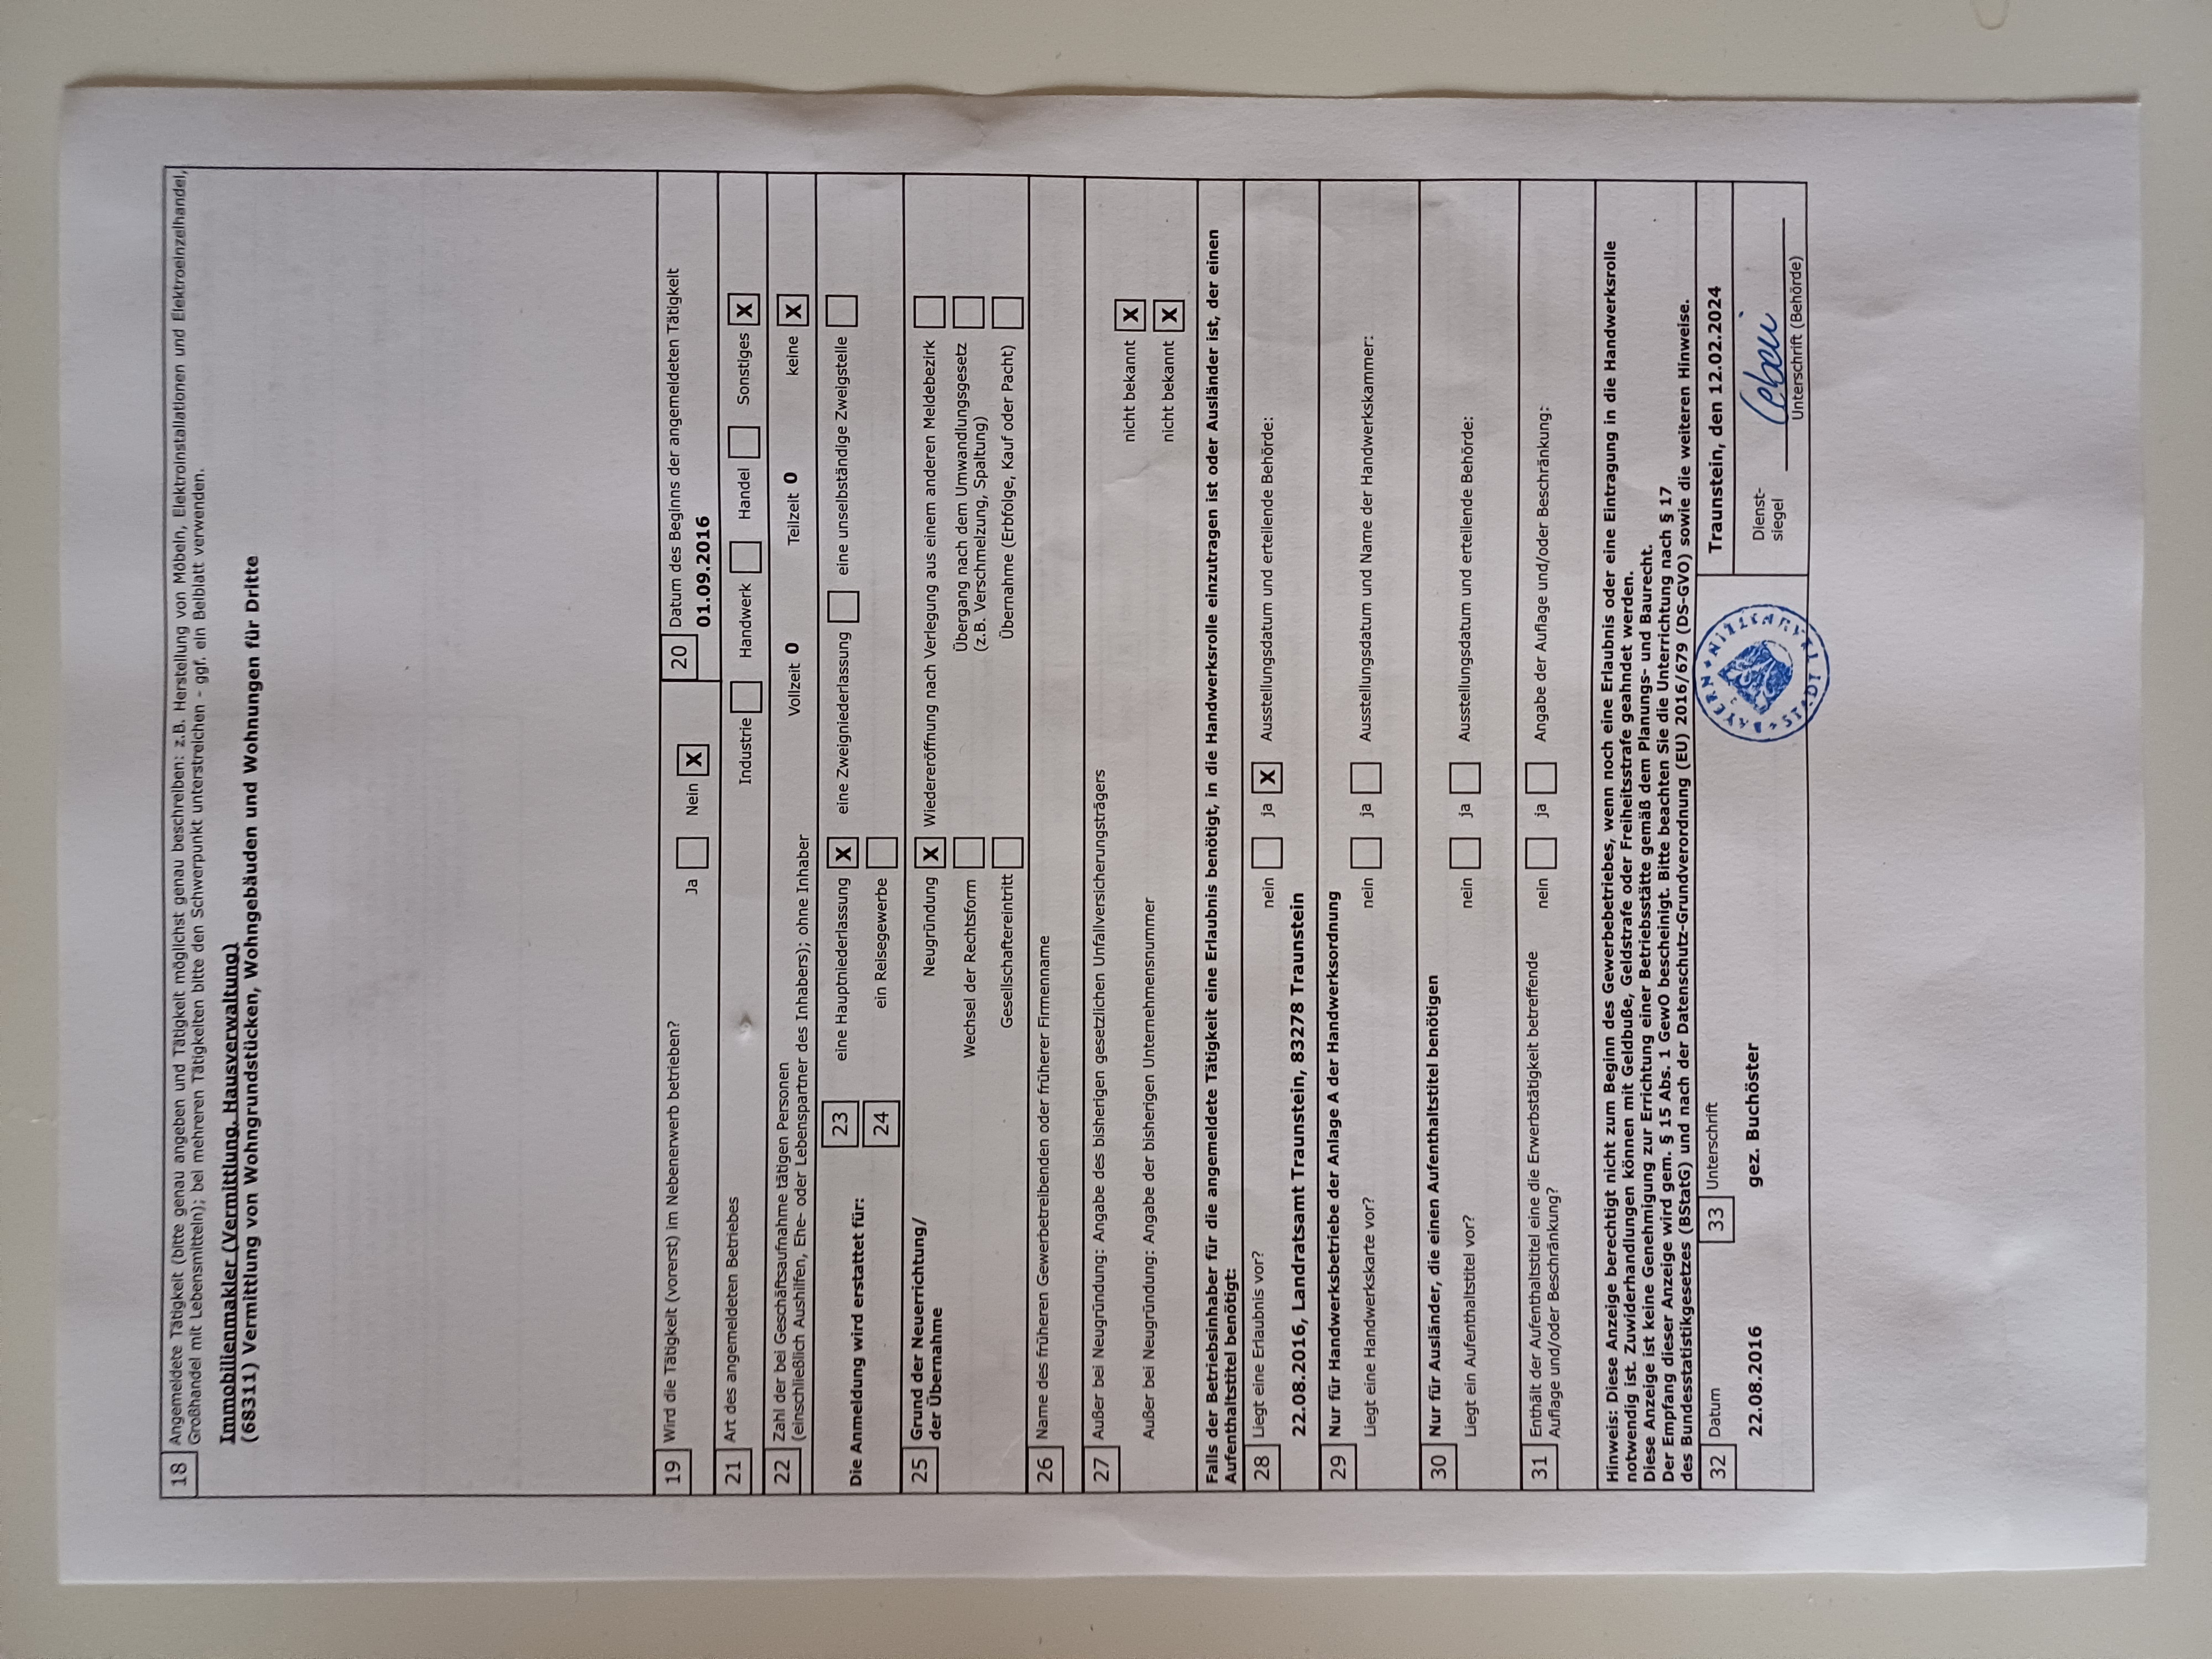 18 Angemeldete Tätigkeit (bitte genau angeben und Tätigkeit möglichst genau beschreiben: z.B. Herstellung von Möbeln, Elektroinstallationen und Elektroeinzelhandel,
Großhandel mit Lebensmitteln); bei mehreren Tätigkeiten bitte den Schwerpunkt unterstreichen - ggf. ein Beiblatt verwenden.
Immobilienmakler (Vermittlung, Hausverwaltung)
(68311) Vermittlung von Wohngrundstücken, Wohngebäuden und Wohnungen für Dritte
19 Wird die Tätigkeit (vorerst) im Nebenerwerb betrieben?
Ja Nein X
20 Datum des Beginns der angemeldeten Tätigkeit
01.09.2016
21 Art des angemeldeten Betriebes
Industrie Handwerk Handel Sonstiges X
22 Zahl der bei Geschäftsaufnahme tätigen Personen
(einschließlich Aushilfen, Ehe- oder Lebenspartner des Inhabers); ohne Inhaber
Vollzeit 0 Teilzeit 0 keine X
Die Anmeldung wird erstattet für:
23 eine Hauptniederlassung X eine Zweigniederlassung eine unselbständige Zweigstelle
24 ein Reisegewerbe
25 Grund der Neuerrichtung/
der Übernahme
Neugründung X Wiedereröffnung nach Verlegung aus einem anderen Meldebezirk
Wechsel der Rechtsform Übergang nach dem Umwandlungsgesetz
(z.B. Verschmelzung, Spaltung)
Gesellschaftereintritt Übernahme (Erbfolge, Kauf oder Pacht)
26 Name des früheren Gewerbetreibenden oder früherer Firmenname
27 Außer bei Neugründung: Angabe des bisherigen gesetzlichen Unfallversicherungsträgers
nicht bekannt X
Außer bei Neugründung: Angabe der bisherigen Unternehmensnummer
nicht bekannt X
Falls der Betriebsinhaber für die angemeldete Tätigkeit eine Erlaubnis benötigt, in die Handwerksrolle einzutragen ist oder Ausländer ist, der einen
Aufenthaltstitel benötigt:
28 Liegt eine Erlaubnis vor? nein ja X Ausstellungsdatum und erteilende Behörde:
22.08.2016, Landratsamt Traunstein, 83278 Traunstein
29 Nur für Handwerksbetriebe der Anlage A der Handwerksordnung
Liegt eine Handwerkskarte vor? nein ja Ausstellungsdatum und Name der Handwerkskammer:
30 Nur für Ausländer, die einen Aufenthaltstitel benötigen
Liegt ein Aufenthaltstitel vor? nein ja Ausstellungsdatum und erteilende Behörde:
31 Enthält der Aufenthaltstitel eine die Erwerbstätigkeit betreffende
Auflage und/oder Beschränkung? nein ja Angabe der Auflage und/oder Beschränkung:
Hinweis: Diese Anzeige berechtigt nicht zum Beginn des Gewerbebetriebes, wenn noch eine Erlaubnis oder eine Eintragung in die Handwerksrolle
notwendig ist. Zuwiderhandlungen können mit Geldbuße, Geldstrafe oder Freiheitsstrafe geahndet werden.
Diese Anzeige ist keine Genehmigung zur Errichtung einer Betriebsstätte gemäß dem Planungs- und Baurecht.
Der Empfang dieser Anzeige wird gem. § 15 Abs. 1 GewO bescheinigt. Bitte beachten Sie die Unterrichtung nach § 17
des Bundesstatistikgesetzes (BStatG) und nach der Datenschutz-Grundverordnung (EU) 2016/679 (DS-GVO) sowie die weiteren Hinweise.
32 Datum
22.08.2016
33 Unterschrift
gez. Buchöster
BAYERN
STADT
Traunstein, den 12.02.2024
Dienst-
siegel
Unterschrift (Behörde)